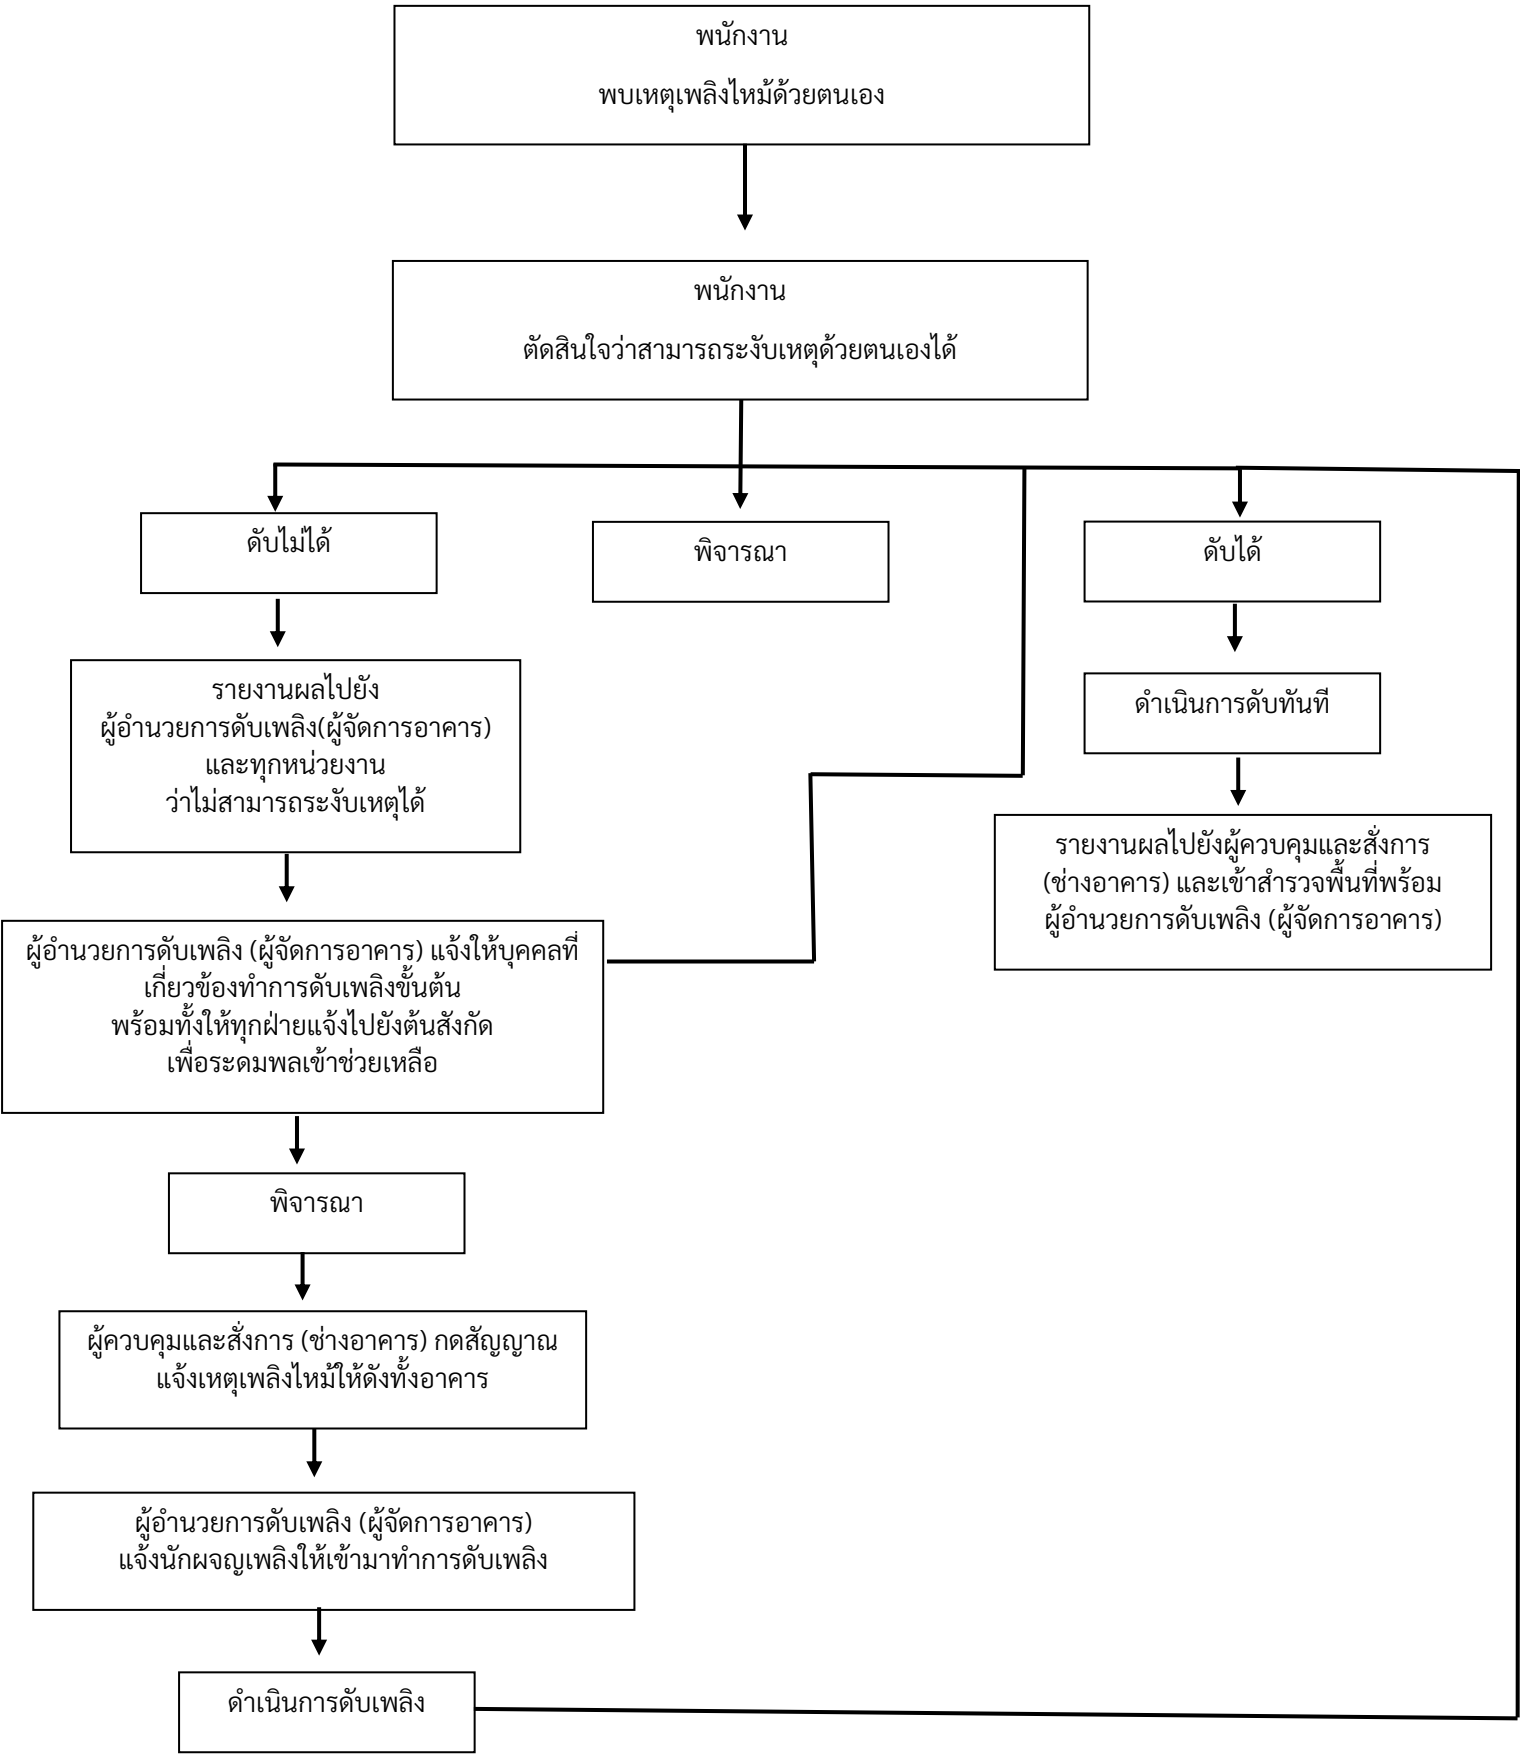 พนักงาน
พบเหตุเพลิงไหม้ด้วยตนเอง
พนักงาน
ตัดสินใจว่าสามารถระงับเหตุด้วยตนเองได้
ดับไม่ได้
พิจารณา
ดับได้
รายงานผลไปยัง
ผู้อำนวยการดับเพลิง(ผู้จัดการอาคาร)
และทุกหน่วยงาน
ว่าไม่สามารถระงับเหตุได้
ดำเนินการดับทันที
รายงานผลไปยังผู้ควบคุมและสั่งการ
(ช่างอาคาร) และเข้าสำรวจพื้นที่พร้อม
ผู้อำนวยการดับเพลิง (ผู้จัดการอาคาร)
ผู้อำนวยการดับเพลิง (ผู้จัดการอาคาร) แจ้งให้บุคคลที่
เกี่ยวข้องทำการดับเพลิงขั้นต้น
พร้อมทั้งให้ทุกฝ่ายแจ้งไปยังต้นสังกัด
เพื่อระดมพลเข้าช่วยเหลือ
พิจารณา
ผู้ควบคุมและสั่งการ (ช่างอาคาร) กดสัญญาณ
แจ้งเหตุเพลิงไหม้ให้ดังทั้งอาคาร
ผู้อำนวยการดับเพลิง (ผู้จัดการอาคาร)
แจ้งนักผจญเพลิงให้เข้ามาทำการดับเพลิง
ดำเนินการดับเพลิง